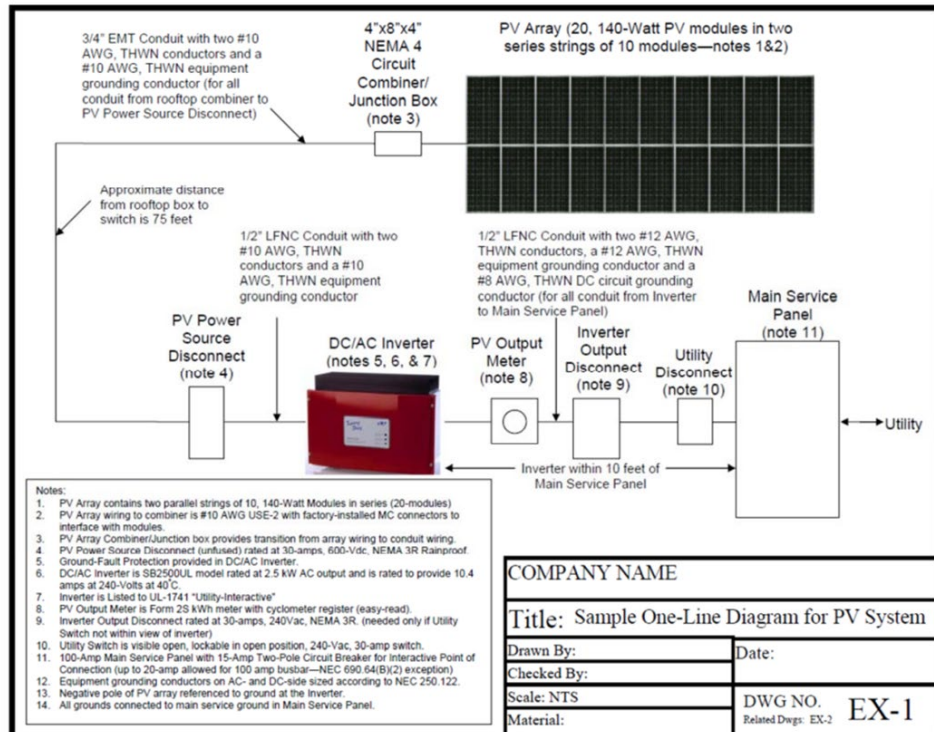 3/4" EMT Conduit with two #10
AWG, THWN conductors and a
#10 AWG, THWN equipment
grounding conductor (for all
conduit from rooftop combiner to
PV Power Source Disconnect)
4"x8"x4"
NEMA 4
Circuit
Combiner/
Junction Box
(note 3)
PV Array (20, 140-Watt PV modules in two
series strings of 10 modules—notes 1&2)
Approximate distance
from rooftop box to
switch is 75 feet
1/2" LFNC Conduit with two
#10 AWG, THWN
conductors and a #10
AWG, THWN equipment
grounding conductor
1/2" LFNC Conduit with two #12 AWG,
THWN conductors, a #12 AWG, THWN
equipment grounding conductor and a
#8 AWG, THWN DC circuit grounding
conductor (for all conduit from Inverter
to Main Service Panel)
Main Service
Panel
(note 11)
PV Power
Source
Disconnect
(note 4)
DC/AC Inverter
(notes 5, 6, & 7)
PV Output
Meter
(note 8)
Inverter
Output
Disconnect
(note 9)
Utility
Disconnect
(note 10)
Utility
Inverter within 10 feet of
Main Service Panel
Notes:
1. PV Array contains two parallel strings of 10, 140-Watt Modules in series (20-modules)
2. PV Array wiring to combiner is #10 AWG USE-2 with factory-installed MC connectors to
interface with modules.
3. PV Array Combiner/Junction box provides transition from array wiring to conduit wiring.
4. PV Power Source Disconnect (unfused) rated at 30-amps, 600-Vdc, NEMA 3R Rainproof.
5. Ground-Fault Protection provided in DC/AC Inverter.
6. DC/AC Inverter is SB2500UL model rated at 2.5 kW AC output and is rated to provide 10.4
amps at 240-Volts at 40°C.
7. Inverter is Listed to UL-1741 "Utility-Interactive"
8. PV Output Meter is Form 2S kWh meter with cyclometer register (easy-read).
9. Inverter Output Disconnect rated at 30-amps, 240Vac, NEMA 3R. (needed only if Utility
Switch not within view of inverter)
10. Utility Switch is visible open, lockable in open position, 240-Vac, 30-amp switch.
11. 100-Amp Main Service Panel with 15-Amp Two-Pole Circuit Breaker for Interactive Point of
Connection (up to 20-amp allowed for 100 amp busbar—NEC 690.64(B)(2) exception)
12. Equipment grounding conductors on AC- and DC-side sized according to NEC 250.122.
13. Negative pole of PV array referenced to ground at the Inverter.
14. All grounds connected to main service ground in Main Service Panel.
COMPANY NAME
Title: Sample One-Line Diagram for PV System
Drawn By:
Date:
Checked By:
Scale: NTS
Material:
DWG NO.
Related Dwgs: EX-2
EX-1